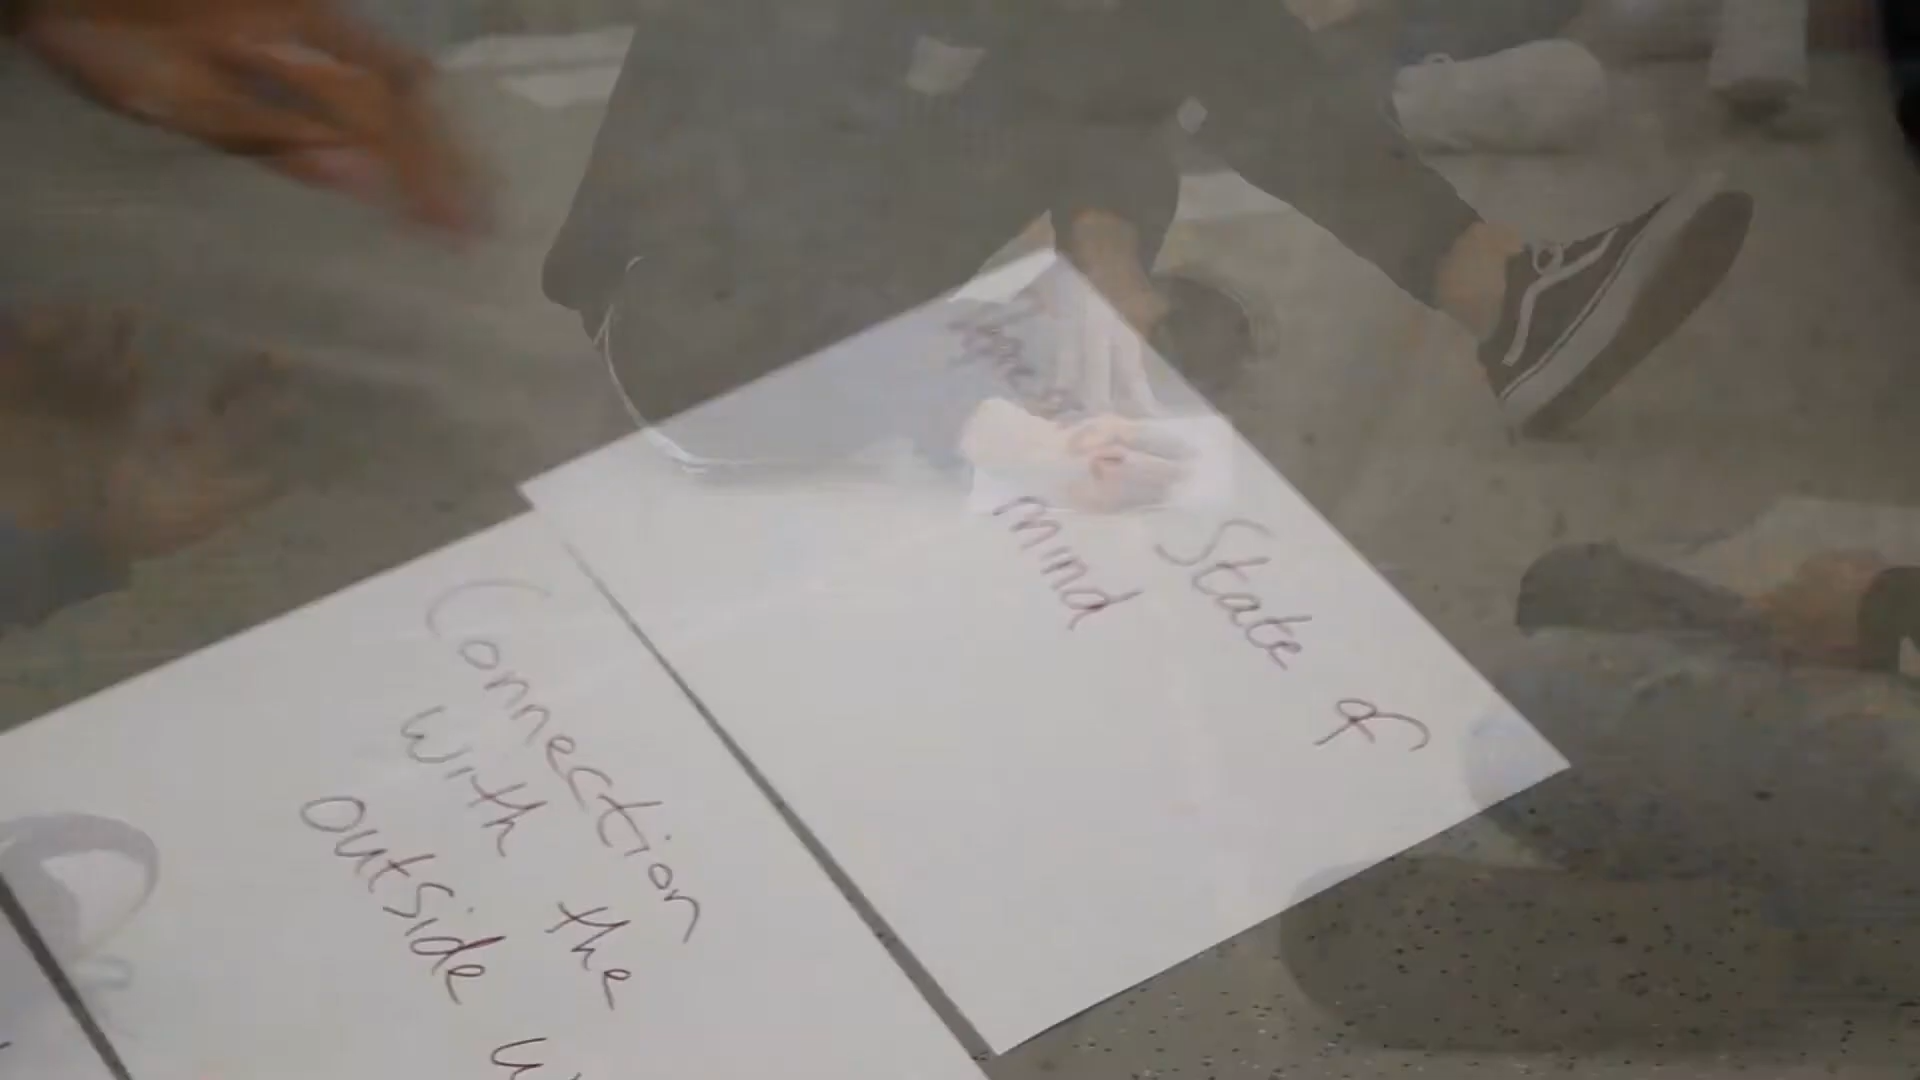 State of
mind
Connection
with the
outside